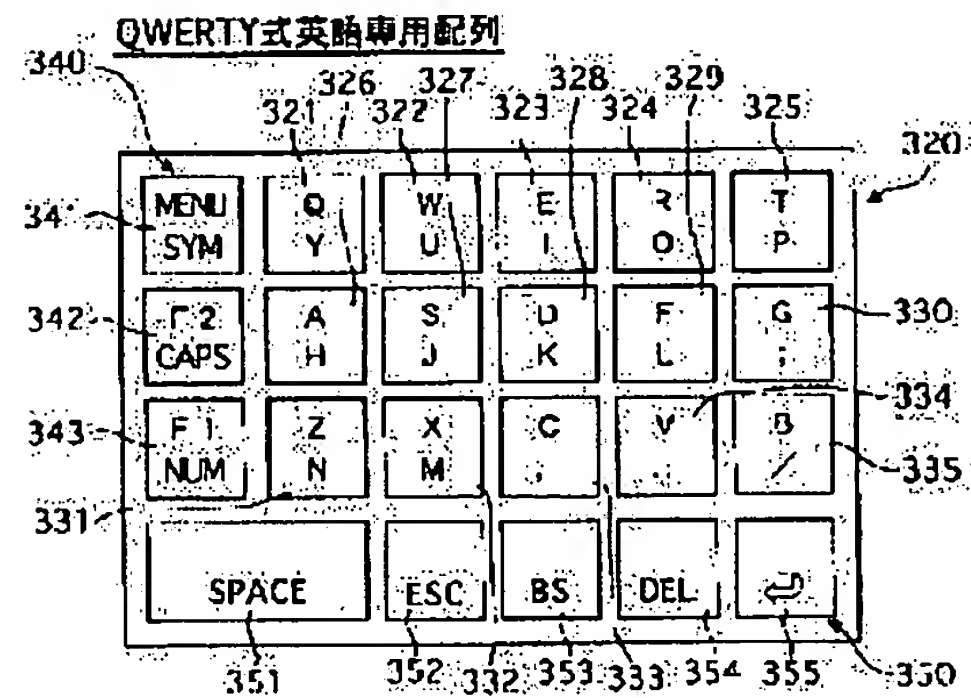 QWERTY式英語専用配列
340 326 327 328 329
321 322 323 324 325
320
MENU Q W E R T
34 SYM Y U I O P
342 F2 A S D F G 330
CAPS H J K L ;
334
343 F1 Z X C V B
NUM N M , . / 335
331
SPACE ESC BS DEL
351 352 332 353 333 354 355 350